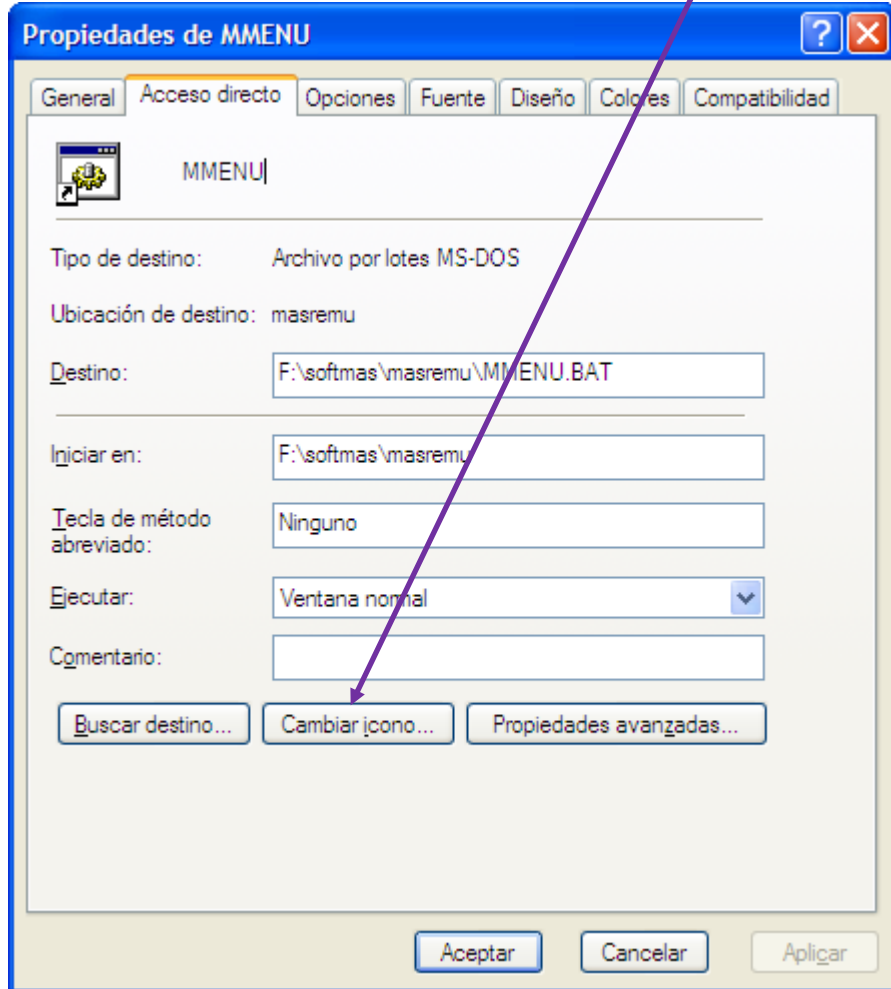 Propiedades de MMENU
General Acceso directo Opciones Fuente Diseño Colores Compatibilidad
MMENU
Tipo de destino: Archivo por lotes MS-DOS
Ubicación de destino: masremu
Destino: F:\softmas\masremu\MMENU.BAT
Iniciar en: F:\softmas\masremu
Tecla de método abreviado: Ninguno
Ejecutar: Ventana normal
Comentario:
Buscar destino... Cambiar icono... Propiedades avanzadas...
Aceptar Cancelar Aplicar